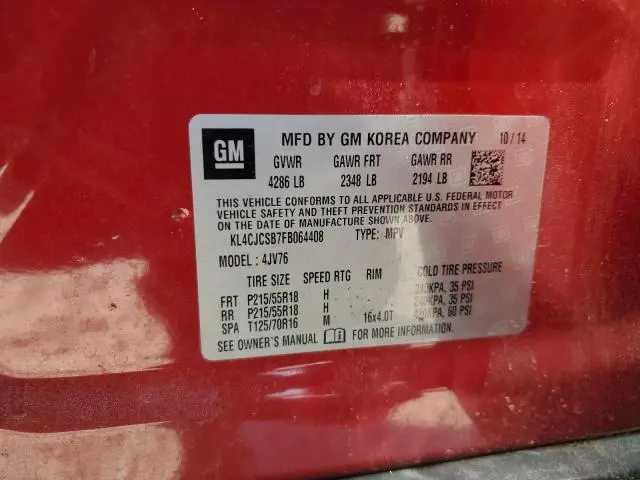 GM MFD BY GM KOREA COMPANY 10/14
GVWR GAWR FRT GAWR RR
4286 LB 2348 LB 2194 LB
THIS VEHICLE CONFORMS TO ALL APPLICABLE U.S. FEDERAL MOTOR
VEHICLE SAFETY AND THEFT PREVENTION STANDARDS IN EFFECT
ON THE DATE OF MANUFACTURE SHOWN ABOVE.
KL4CJCSB7FB064408 TYPE: MPV
MODEL: 4JV76
TIRE SIZE SPEED RTG RIM COLD TIRE PRESSURE
FRT P215/55R18 H 240KPA, 35 PSI
RR P215/55R18 H 240KPA, 35 PSI
SPA T125/70R16 M 16x4.0T 420KPA, 60 PSI
SEE OWNER'S MANUAL FOR MORE INFORMATION.